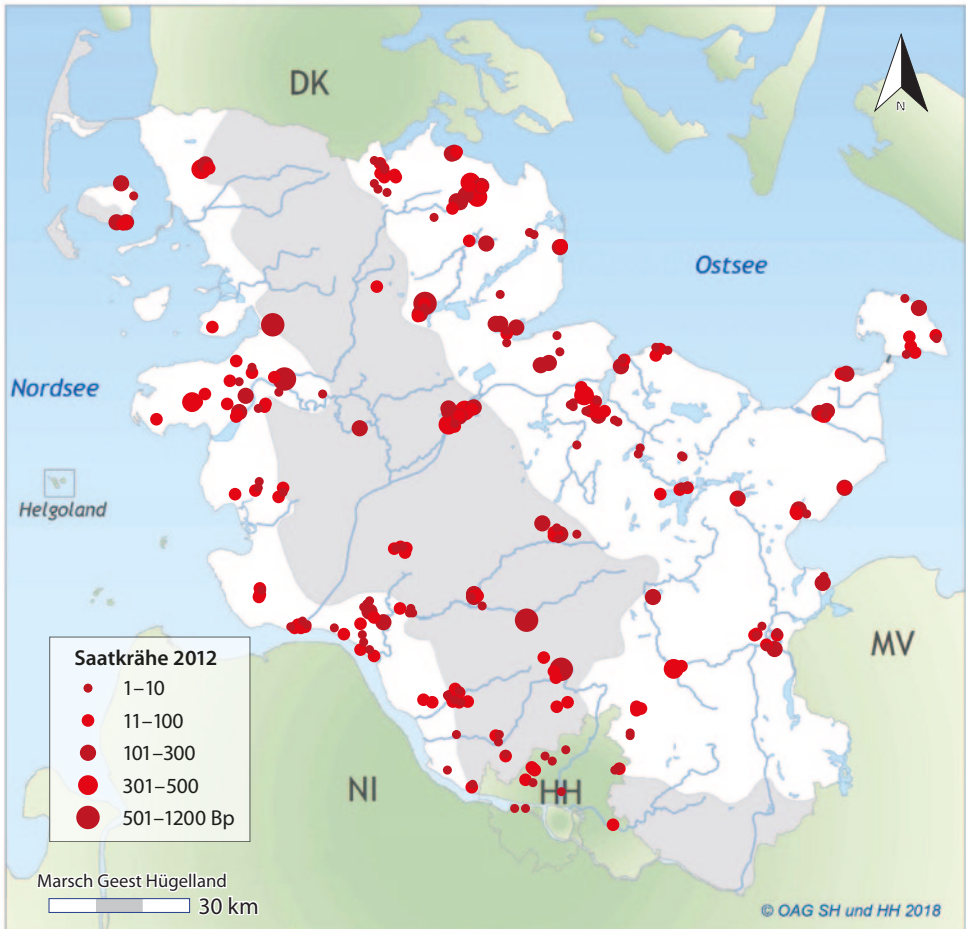 DK
N
Ostsee
Nordsee
Helgoland
MV
Saatkrähe 2012
1–10
11–100
101–300
301–500
501–1200 Bp
NI
HH
Marsch Geest Hügelland
30 km
© OAG SH und HH 2018